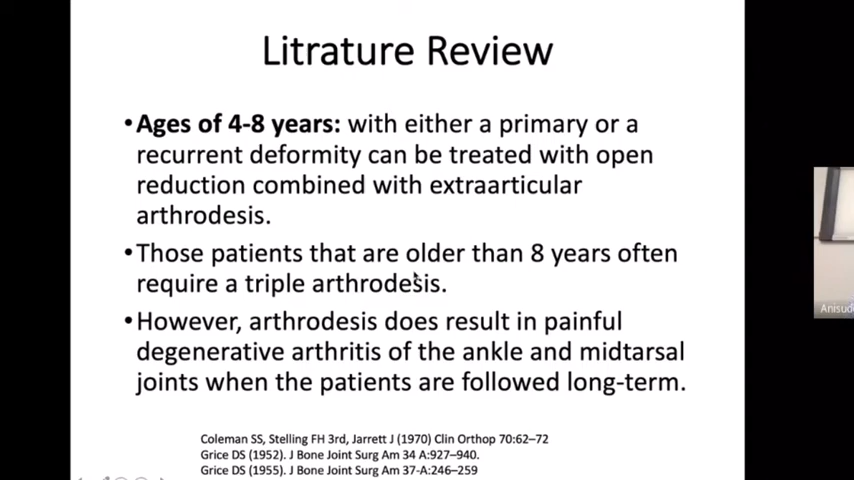 Litrature Review
•Ages of 4-8 years: with either a primary or a
recurrent deformity can be treated with open
reduction combined with extraarticular
arthrodesis.
•Those patients that are older than 8 years often
require a triple arthrodesis.
•However, arthrodesis does result in painful
degenerative arthritis of the ankle and midtarsal
joints when the patients are followed long-term.
Coleman SS, Stelling FH 3rd, Jarrett J (1970) Clin Orthop 70:62–72
Grice DS (1952). J Bone Joint Surg Am 34 A:927–940.
Grice DS (1955). J Bone Joint Surg Am 37-A:246–259